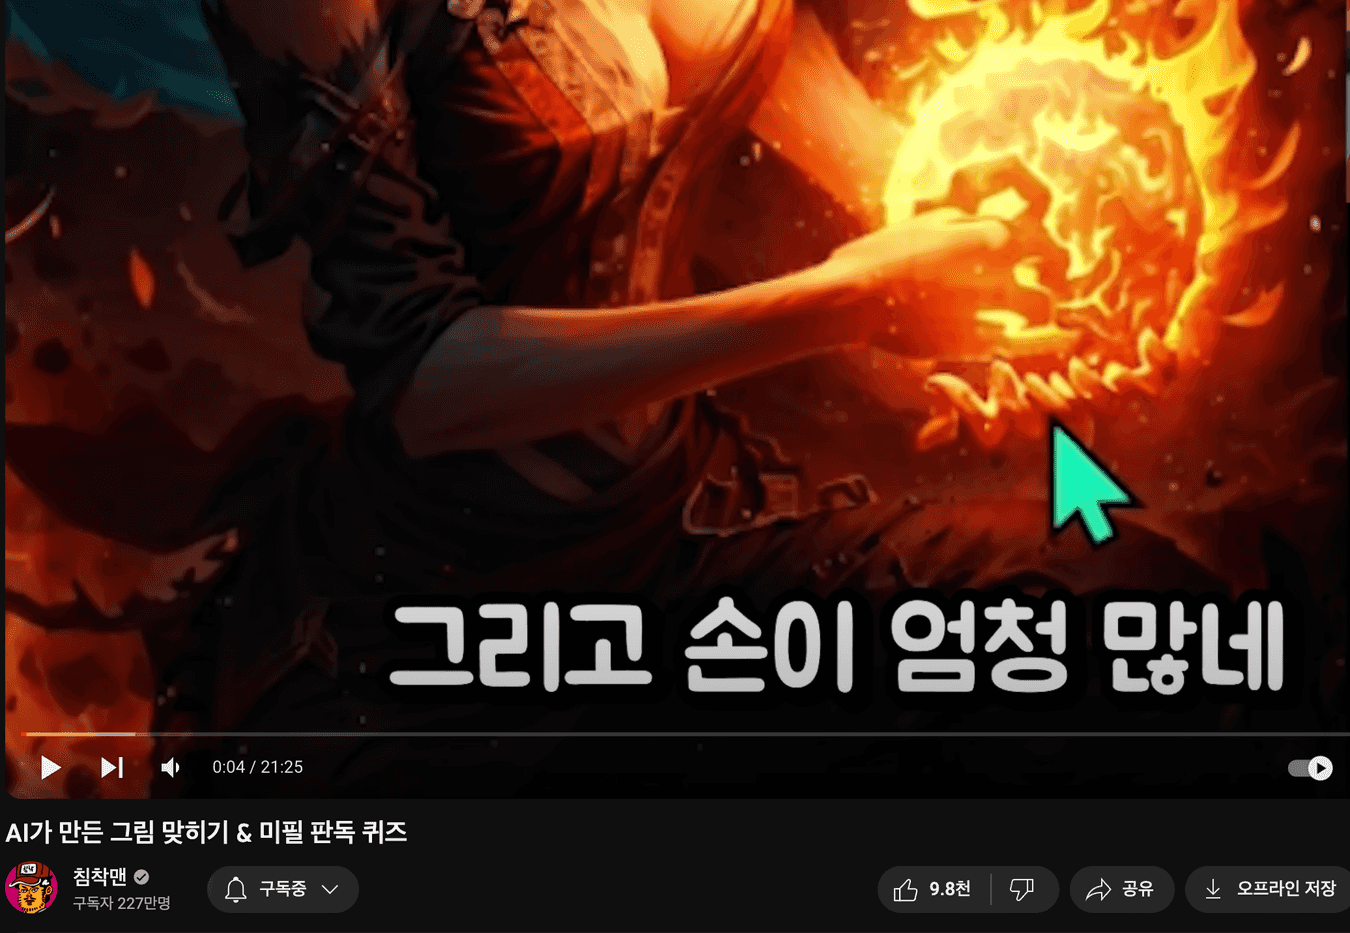 그리고 손이 엄청 많네
0:04 / 21:25
AI가 만든 그림 맞히기 & 미필 판독 퀴즈
침착맨
구독자 227만명
구독중
9.8천
공유
오프라인 저장